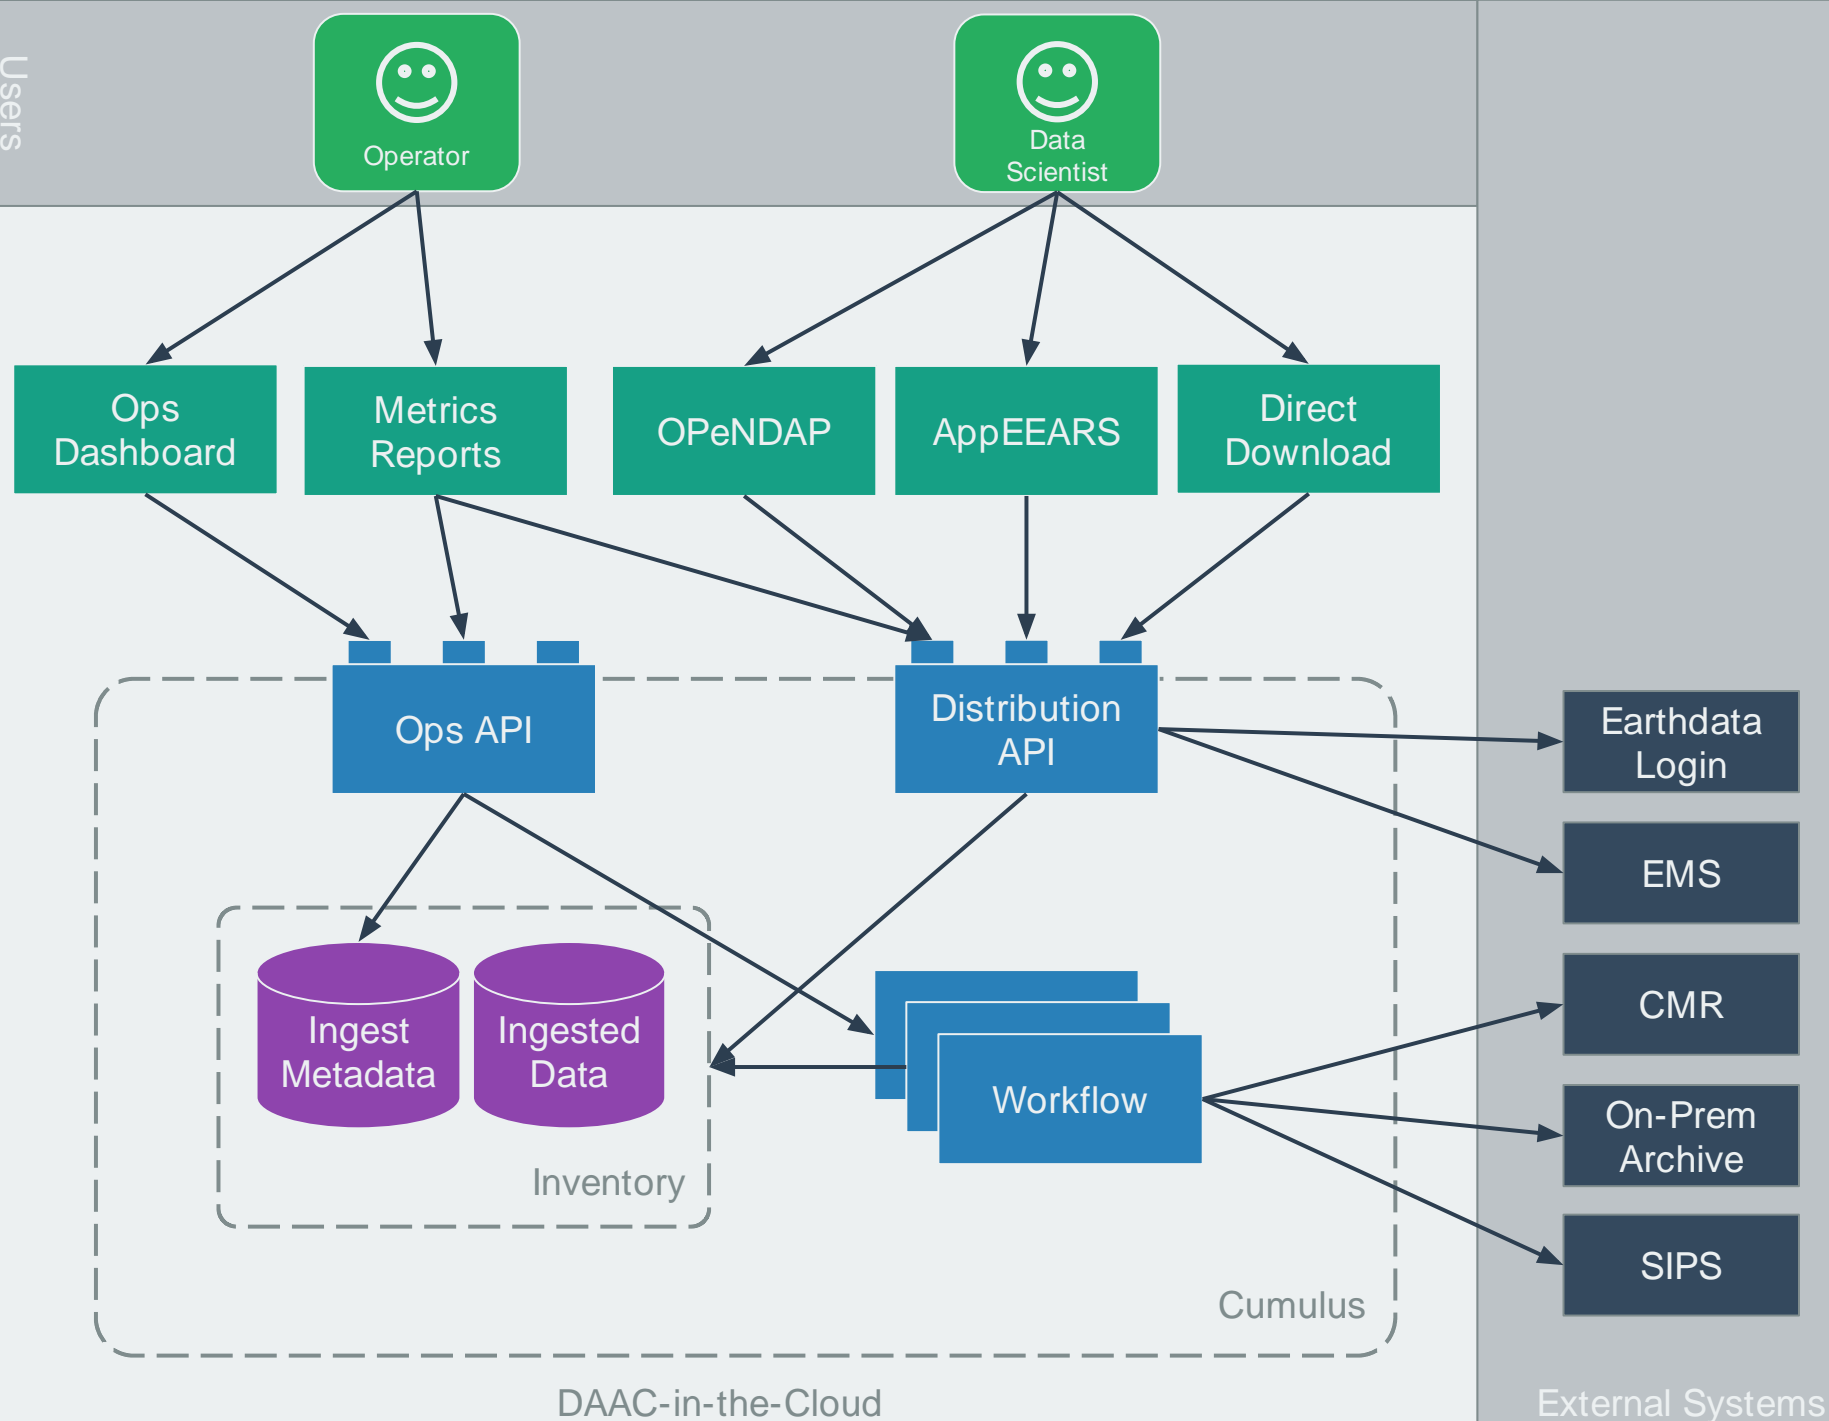 Users
Operator
Data
Scientist
Ops
Dashboard
Metrics
Reports
OPeNDAP
AppEEARS
Direct
Download
Ops API
Distribution
API
Earthdata
Login
EMS
CMR
On-Prem
Archive
SIPS
Ingest
Metadata
Ingested
Data
Workflow
Inventory
Cumulus
DAAC-in-the-Cloud
External Systems